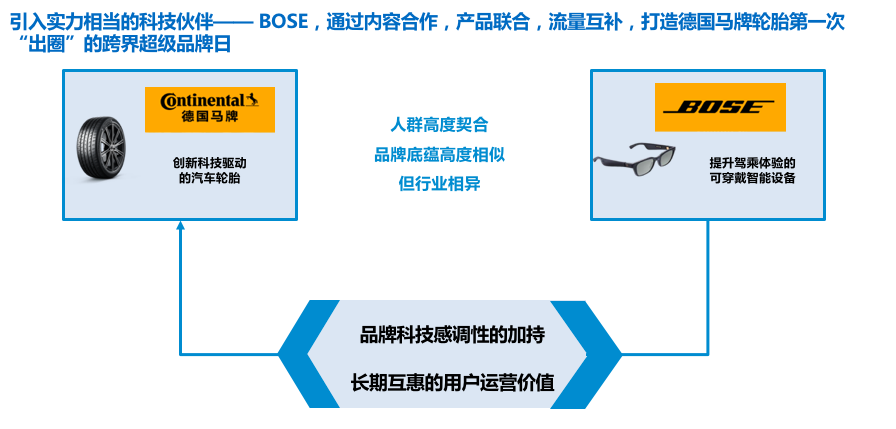 引入实力相当的科技伙伴—— BOSE，通过内容合作，产品联合，流量互补，打造德国马牌轮胎第一次
“出圈”的跨界超级品牌日
Continental
德国马牌
创新科技驱动
的汽车轮胎
人群高度契合
品牌底蕴高度相似
但行业相异
BOSE
提升驾乘体验的
可穿戴智能设备
品牌科技感调性的加持
长期互惠的用户运营价值